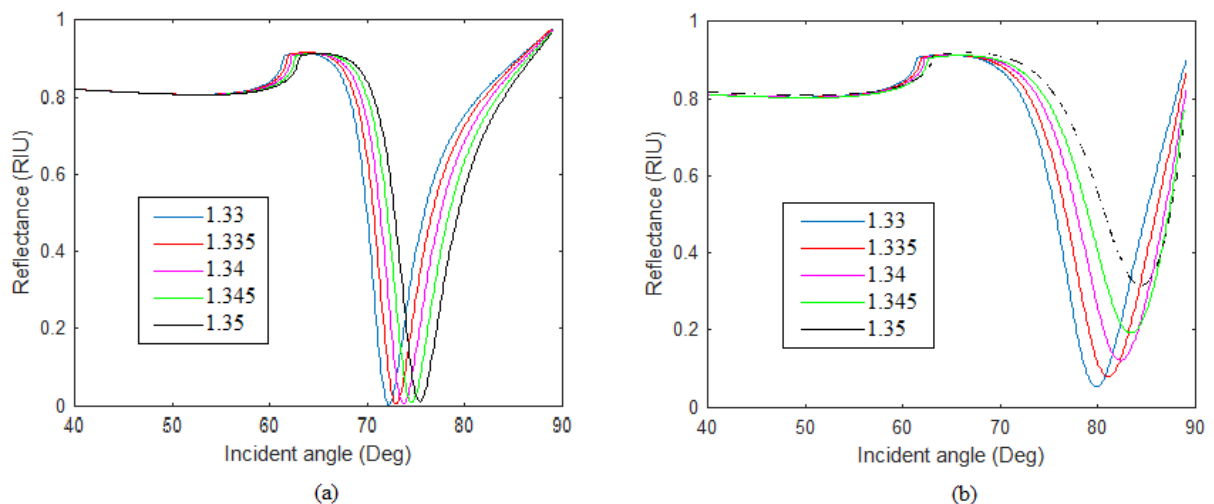 1
0.8
0.6
0.4
0.2
0
Reflectance (RIU)
1.33
1.335
1.34
1.345
1.35
40 50 60 70 80 90
Incident angle (Deg)
(a)
1
0.8
0.6
0.4
0.2
0
Reflectance (RIU)
1.33
1.335
1.34
1.345
1.35
40 50 60 70 80 90
Incident angle (Deg)
(b)